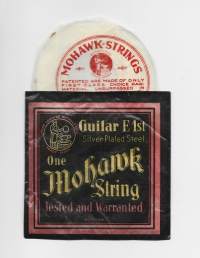 MOHAWK-STRINGS
PATENTED ARE MADE OF ONLY
FIRST CLASS CHOICE RAW
MATERIAL UNSURPASSED IN
Guitar E 1st
Silver Plated Steel
One
Mohawk
String
Tested and Warranted